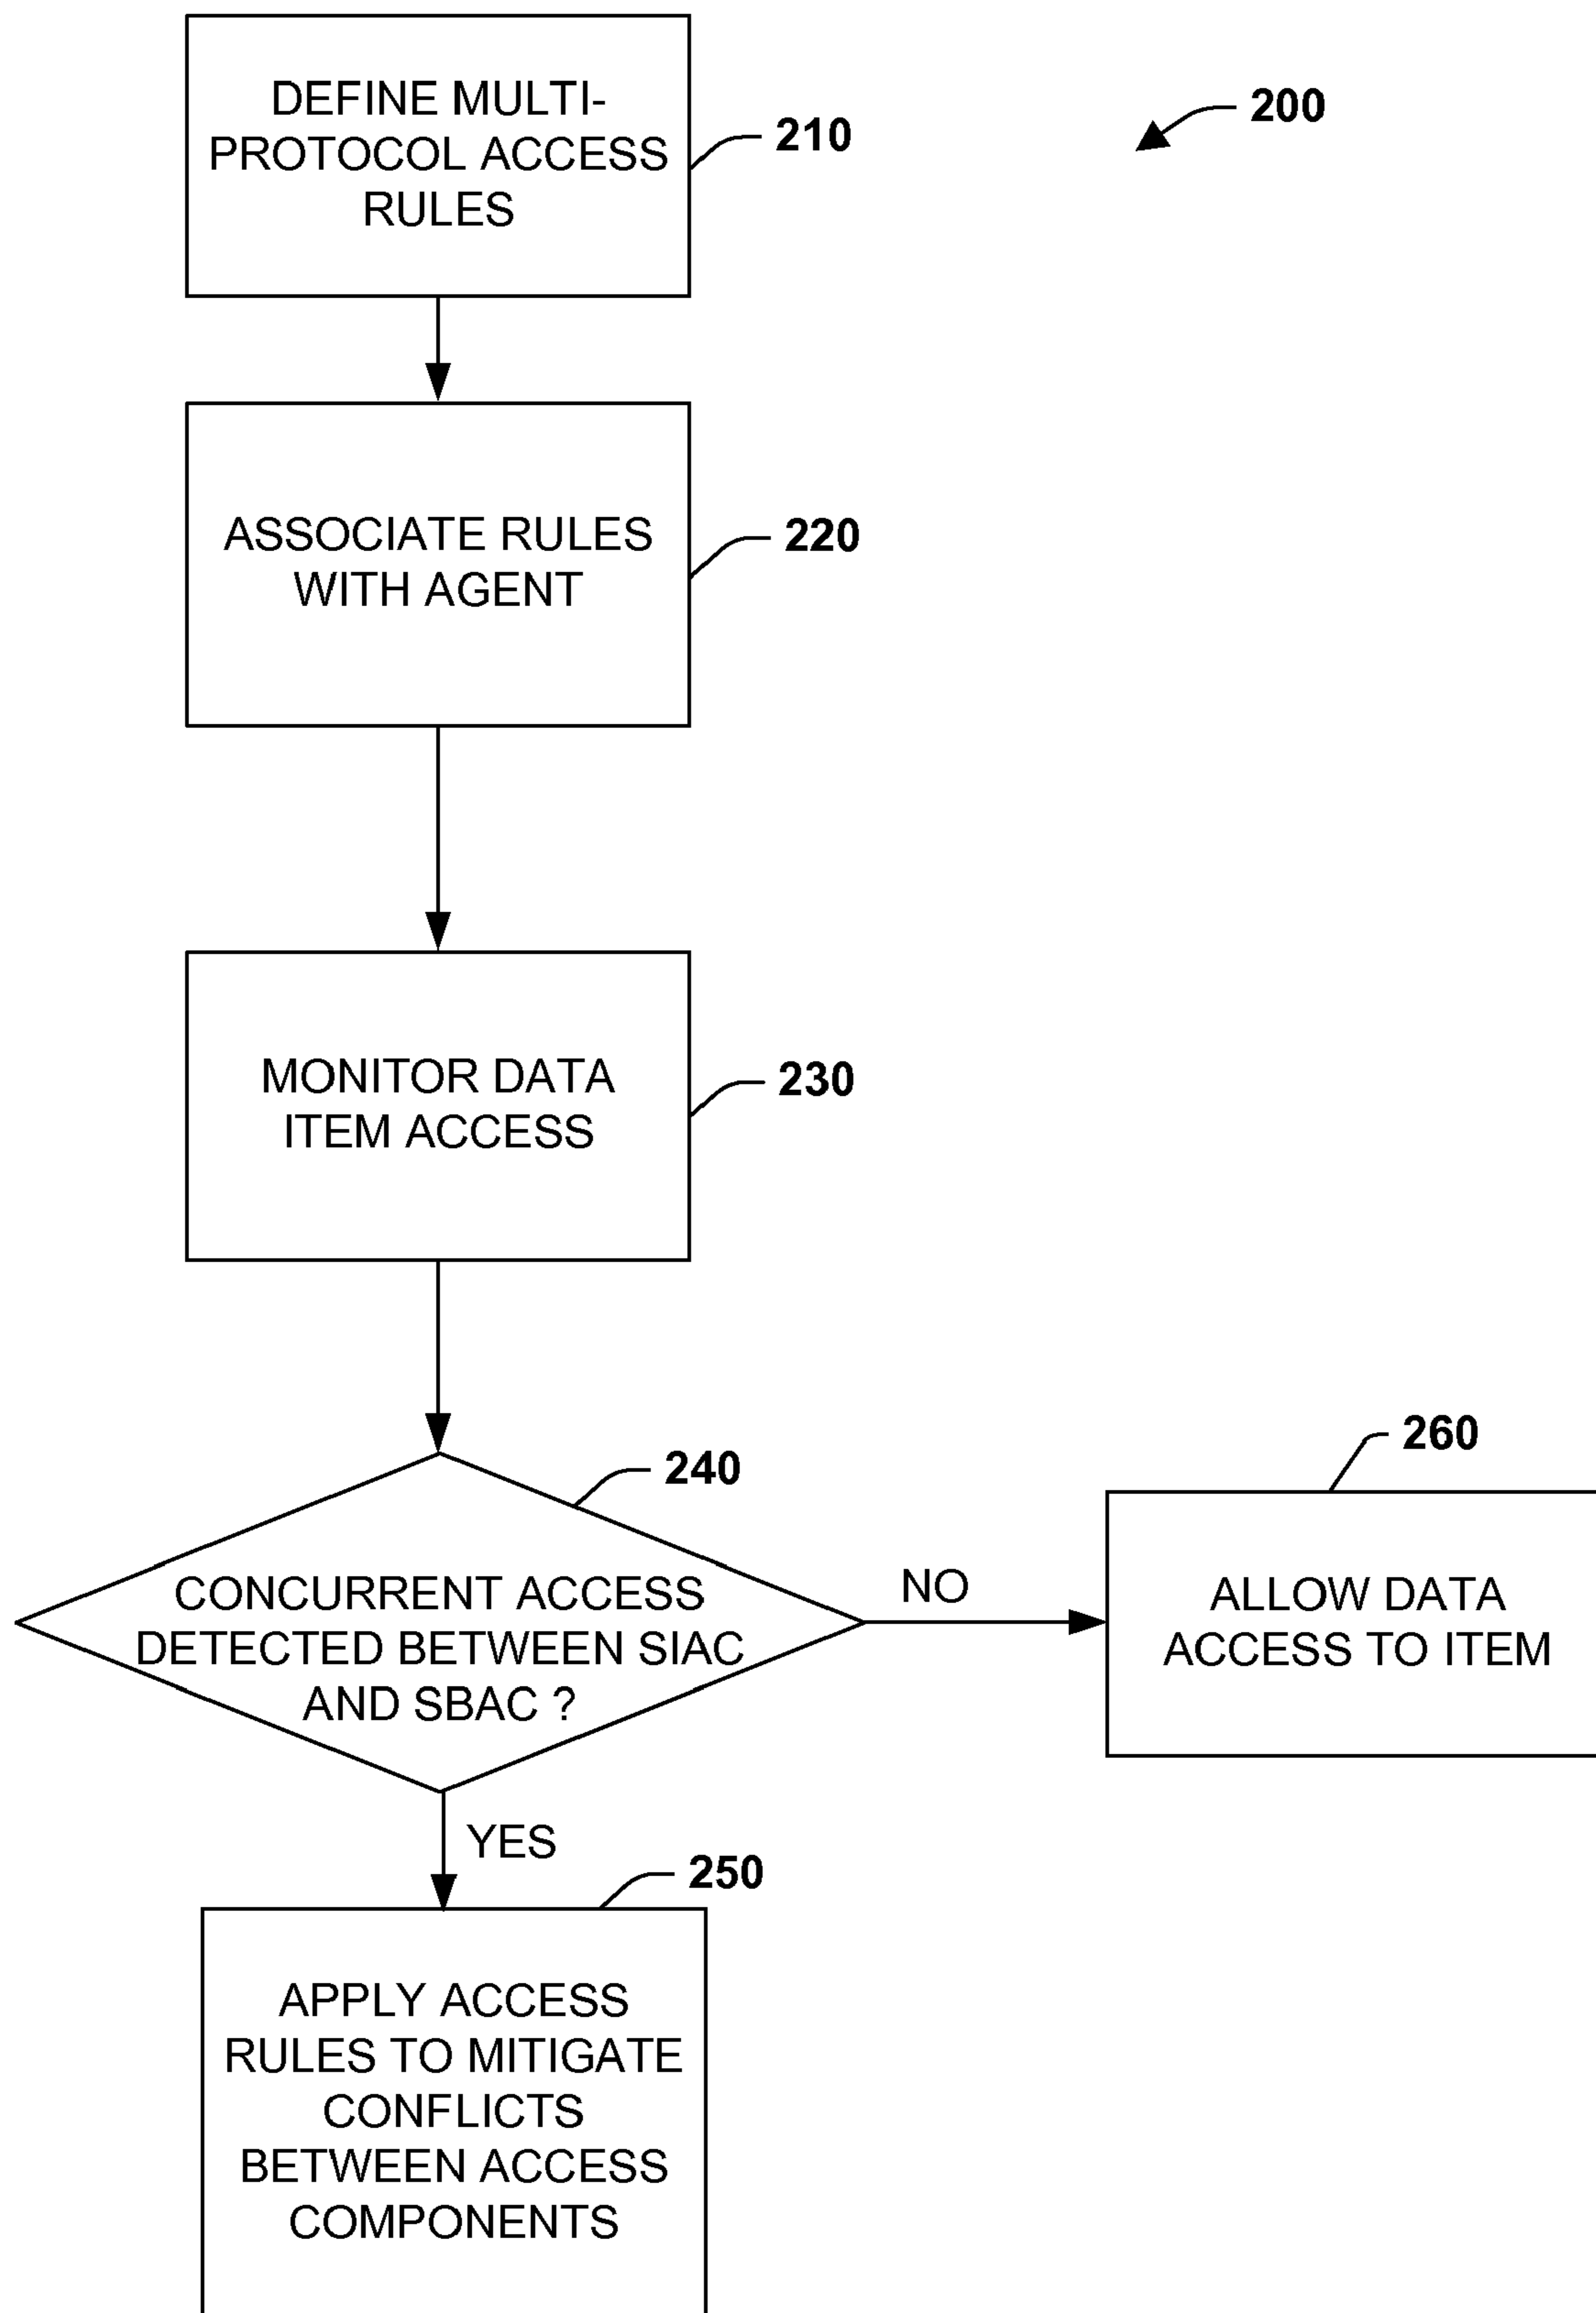 DEFINE MULTI-
PROTOCOL ACCESS
RULES
210
200
ASSOCIATE RULES
WITH AGENT
220
MONITOR DATA
ITEM ACCESS
230
240
CONCURRENT ACCESS
DETECTED BETWEEN SIAC
AND SBAC ?
NO
260
ALLOW DATA
ACCESS TO ITEM
YES
250
APPLY ACCESS
RULES TO MITIGATE
CONFLICTS
BETWEEN ACCESS
COMPONENTS